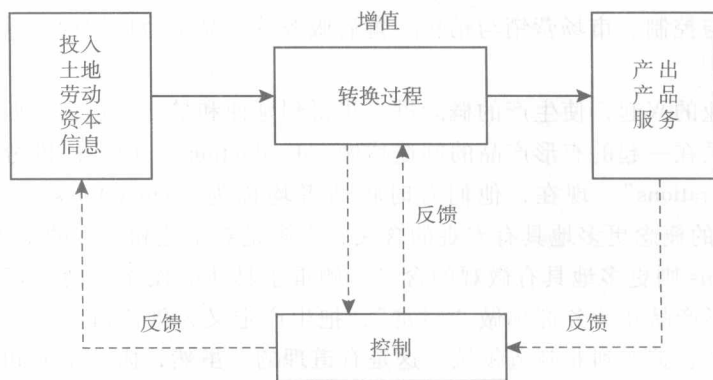 增值
投入
土地
劳动
资本
信息
转换过程
产出
产品
服务
反馈
反馈
控制
反馈